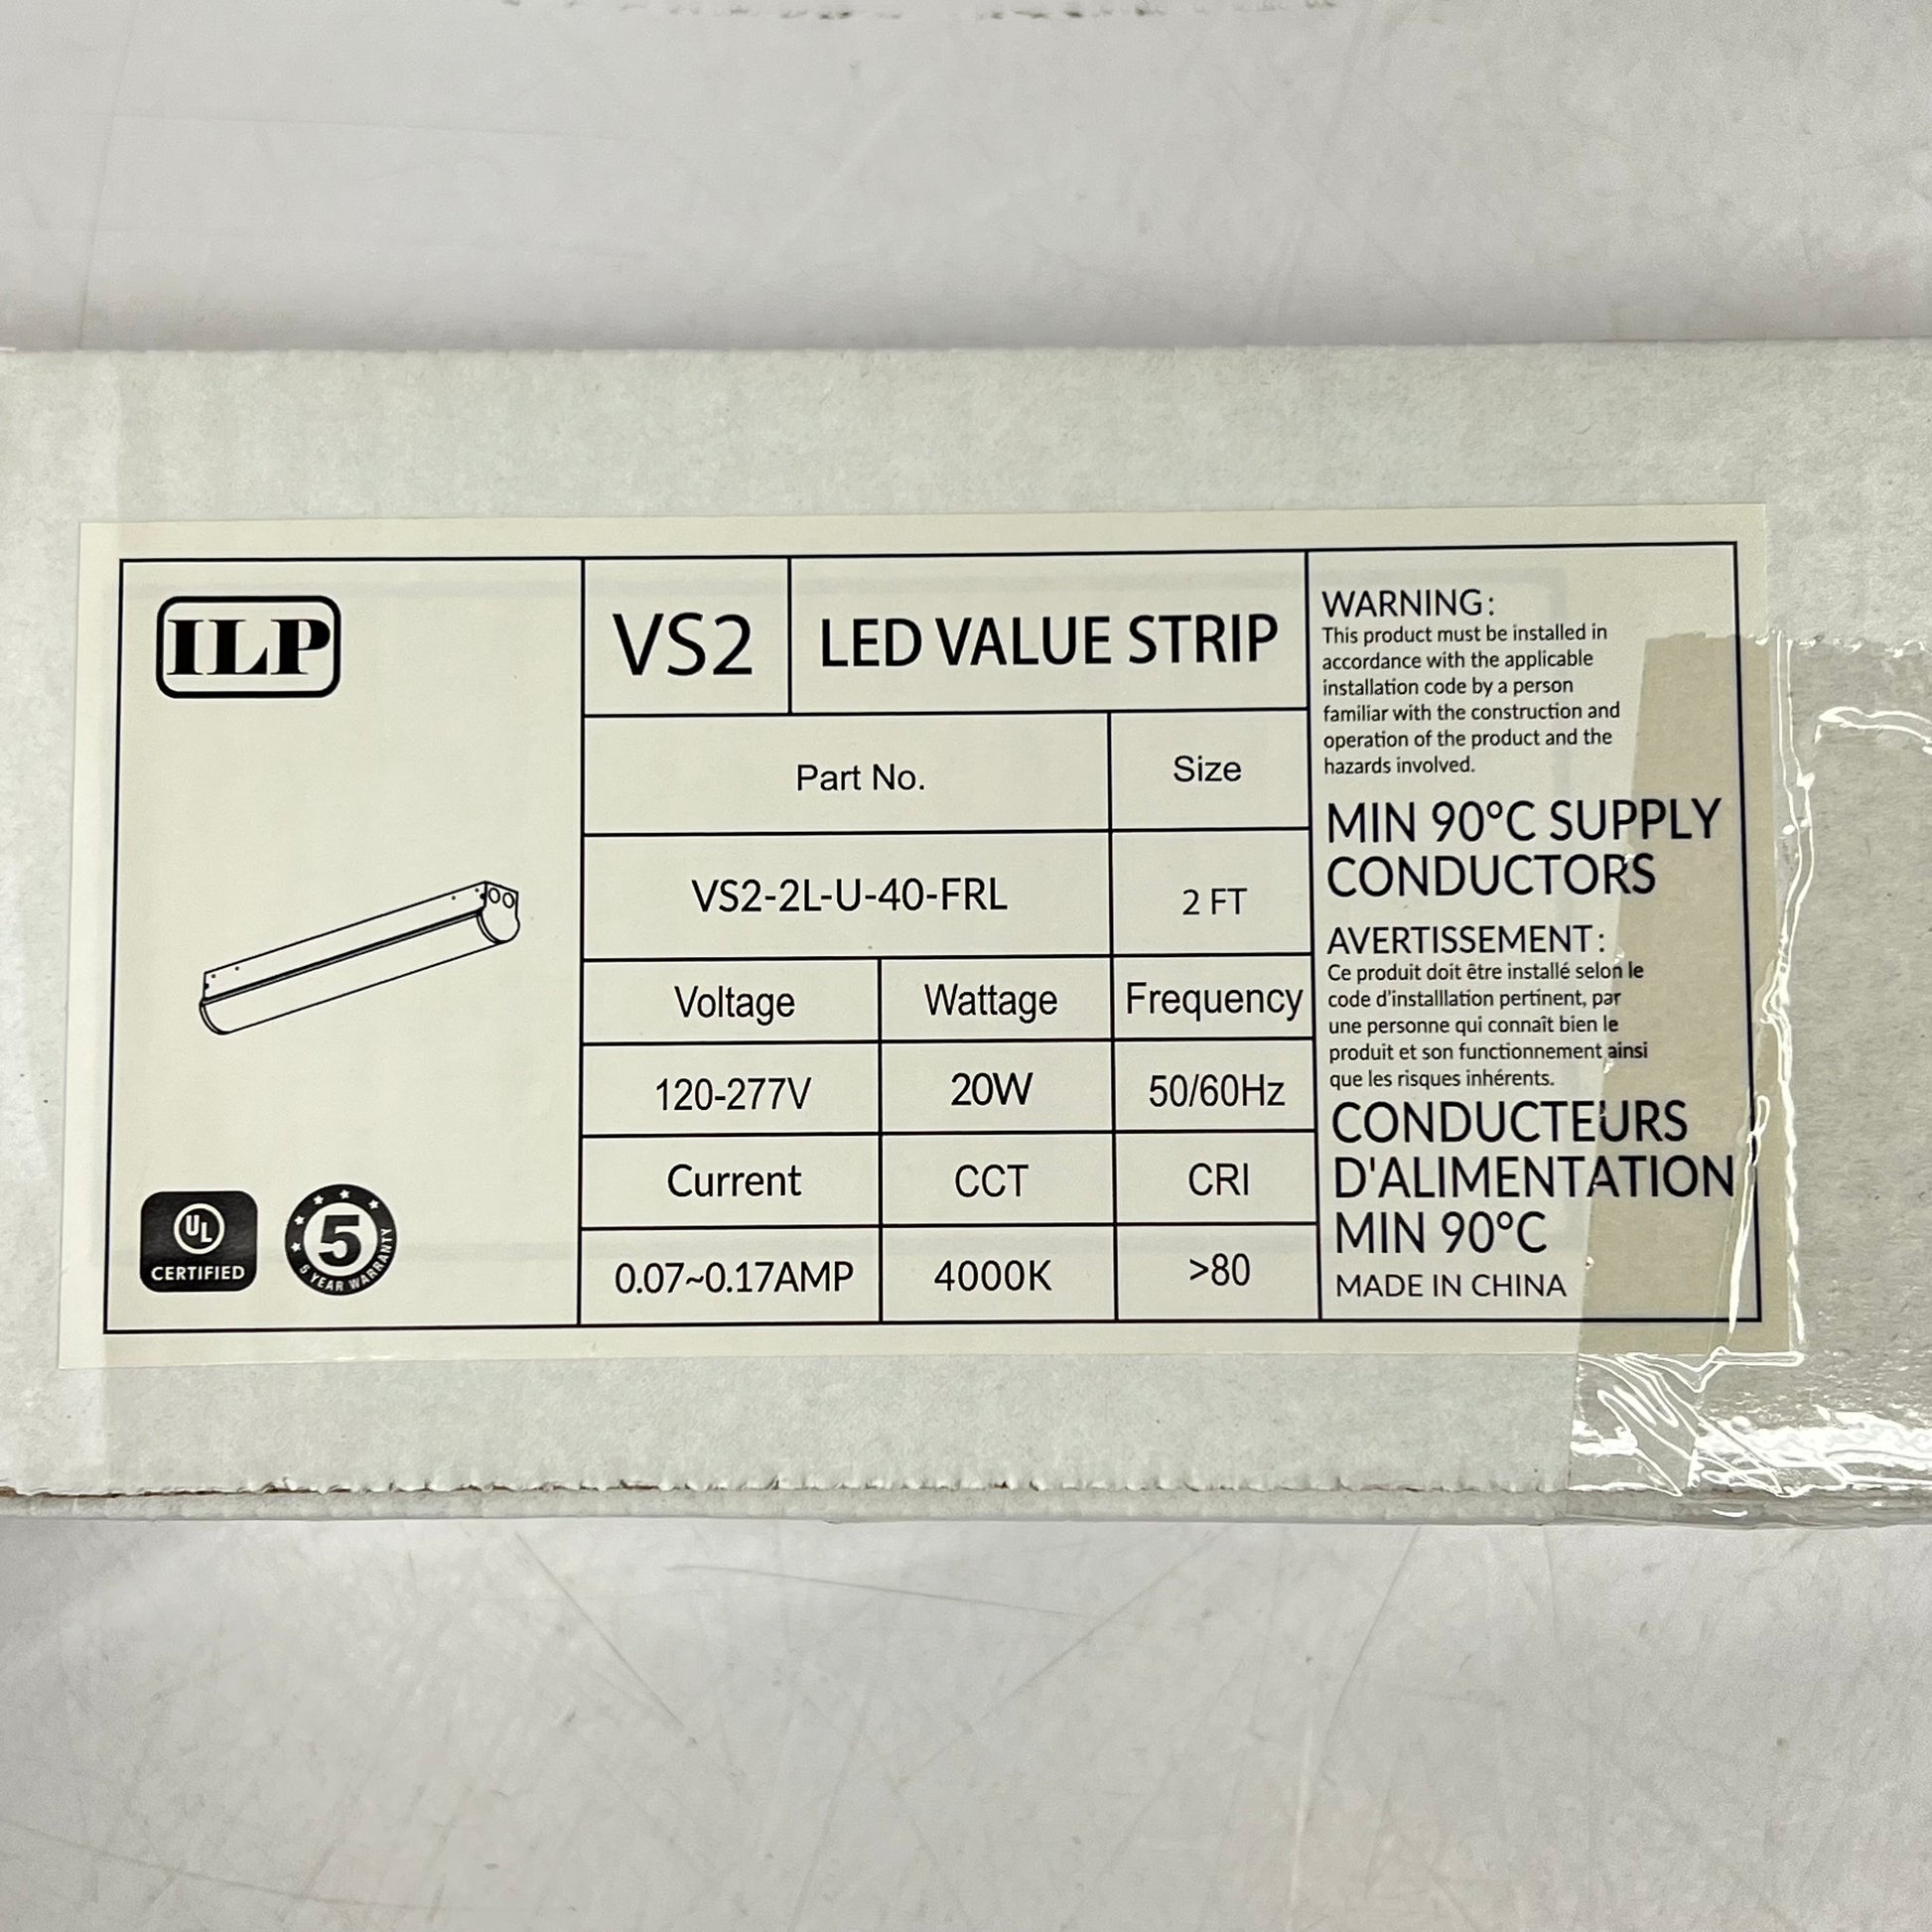 ILP
UL
CERTIFIED
5
5 YEAR WARRANTY
VS2
LED VALUE STRIP
Part No.
Size
VS2-2L-U-40-FRL
2 FT
Voltage
Wattage
Frequency
120-277V
20W
50/60Hz
Current
CCT
CRI
0.07~0.17AMP
4000K
>80
WARNING:
This product must be installed in
accordance with the applicable
installation code by a person
familiar with the construction and
operation of the product and the
hazards involved.
MIN 90°C SUPPLY
CONDUCTORS
AVERTISSEMENT:
Ce produit doit être installé selon le
code d'installlation pertinent, par
une personne qui connaît bien le
produit et son functionnement ainsi
que les risques inhérents.
CONDUCTEURS
D'ALIMENTATION
MIN 90°C
MADE IN CHINA